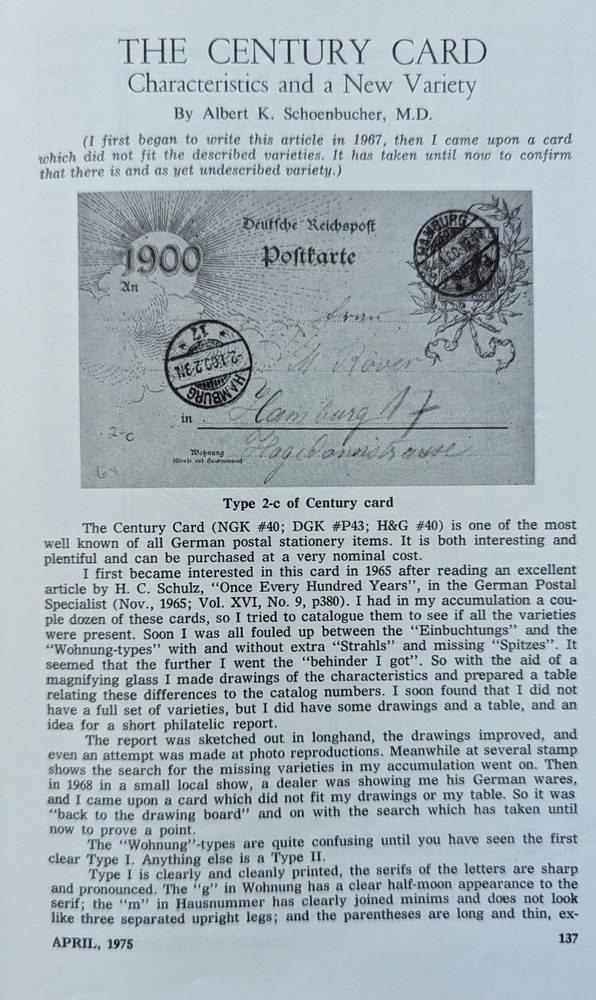 THE CENTURY CARD
Characteristics and a New Variety
By Albert K. Schoenbucher, M.D.
(I first began to write this article in 1967, then I came upon a card
which did not fit the described varieties. It has taken until now to confirm
that there is and as yet undescribed variety.)
1900
Deutsche Reichspost
Postkarte
An
HAMBURG
Frau
M. Rover
17
HAMBURG
in Hamburg 17
2-c
Wohnung
(Straße und Hausnummer)
Type 2-c of Century card
The Century Card (NGK #40; DGK #P43; H&G #40) is one of the most
well known of all German postal stationery items. It is both interesting and
plentiful and can be purchased at a very nominal cost.
I first became interested in this card in 1965 after reading an excellent
article by H. C. Schulz, "Once Every Hundred Years", in the German Postal
Specialist (Nov., 1965; Vol. XVI, No. 9, p380). I had in my accumulation a cou-
ple dozen of these cards, so I tried to catalogue them to see if all the varieties
were present. Soon I was all fouled up between the "Einbuchtungs" and the
"Wohnung-types" with and without extra "Strahls" and missing "Spitzes". It
seemed that the further I went the "behinder I got". So with the aid of a
magnifying glass I made drawings of the characteristics and prepared a table
relating these differences to the catalog numbers. I soon found that I did not
have a full set of varieties, but I did have some drawings and a table, and an
idea for a short philatelic report.
The report was sketched out in longhand, the drawings improved, and
even an attempt was made at photo reproductions. Meanwhile at several stamp
shows the search for the missing varieties in my accumulation went on. Then
in 1968 in a small local show, a dealer was showing me his German wares,
and I came upon a card which did not fit my drawings or my table. So it was
"back to the drawing board" and on with the search which has taken until
now to prove a point.
The "Wohnung"-types are quite confusing until you have seen the first
clear Type I. Anything else is a Type II.
Type I is clearly and cleanly printed, the serifs of the letters are sharp
and pronounced. The "g" in Wohnung has a clear half-moon appearance to the
serif; the "m" in Hausnummer has clearly joined minims and does not look
like three separated upright legs; and the parentheses are long and thin, ex-
APRIL, 1975
137